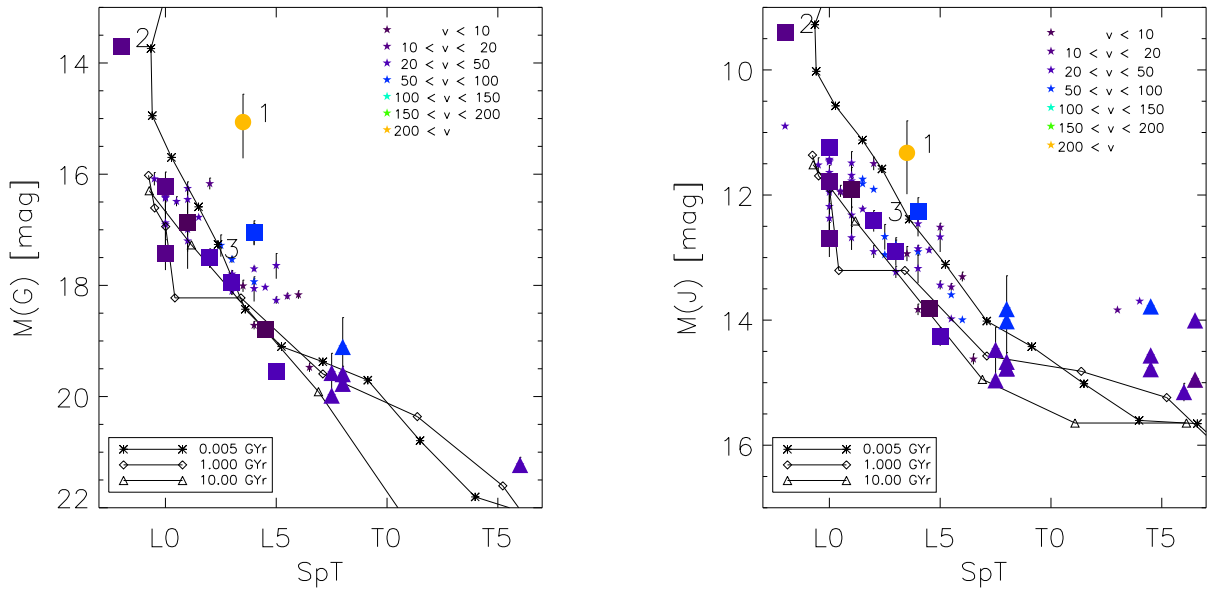 2
1
3
v < 10
10 < v < 20
20 < v < 50
50 < v < 100
100 < v < 150
150 < v < 200
200 < v
14
16
18
20
22
M(G) [mag]
0.005 GYr
1.000 GYr
10.00 GYr
L0
L5
T0
T5
SpT
2
1
3
v < 10
10 < v < 20
20 < v < 50
50 < v < 100
100 < v < 150
150 < v < 200
200 < v
10
12
14
16
M(J) [mag]
0.005 GYr
1.000 GYr
10.00 GYr
L0
L5
T0
T5
SpT